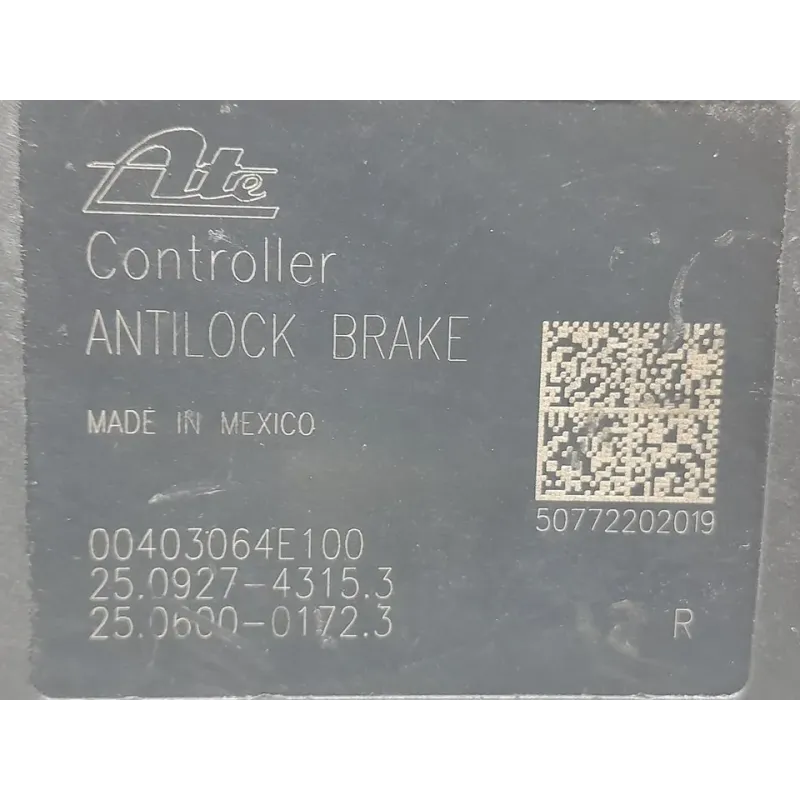 Ate
Controller
ANTILOCK BRAKE
MADE IN MEXICO
50772202019
00403064E100
25.0927-4315.3
25.0600-0172.3
R